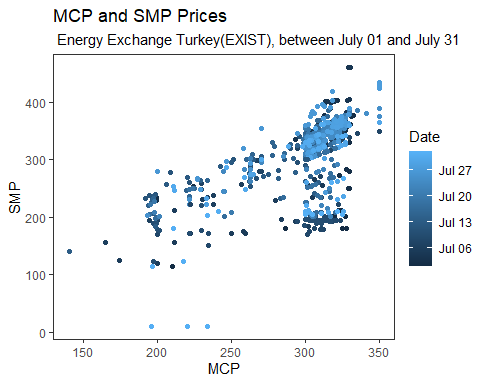 MCP and SMP Prices
Energy Exchange Turkey(EXIST), between July 01 and July 31
SMP
400
300
200
100
0
150
200
250
300
350
MCP
Date
Jul 27
Jul 20
Jul 13
Jul 06